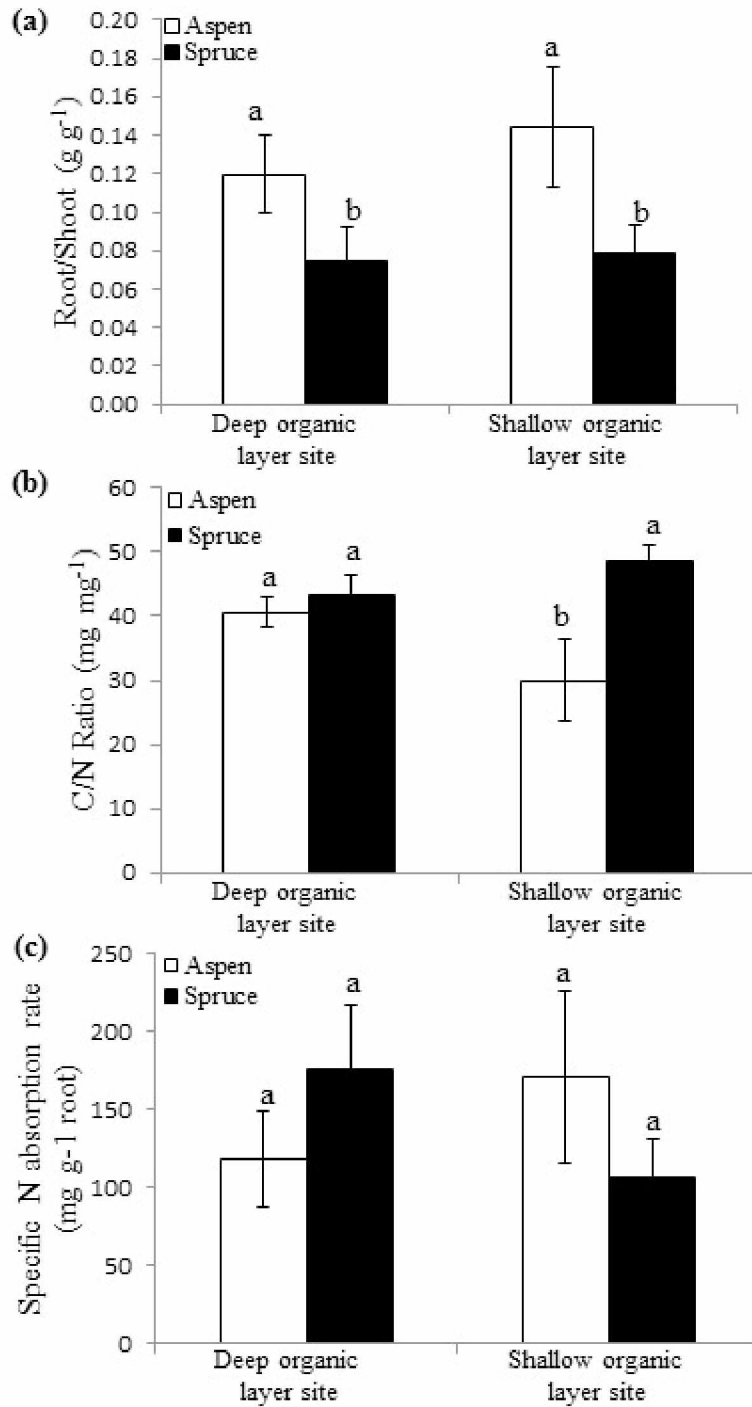 (a)
Aspen
Spruce
Root/Shoot (g g-1)
0.20
0.18
0.16
0.14
0.12
0.10
0.08
0.06
0.04
0.02
0.00
a
b
a
b
Deep organic
layer site
Shallow organic
layer site
(b)
Aspen
Spruce
C/N Ratio (mg mg-1)
60
50
40
30
20
10
0
a
a
b
a
Deep organic
layer site
Shallow organic
layer site
(c)
Aspen
Spruce
Specific N absorption rate
(mg g-1 root)
250
200
150
100
50
0
a
a
a
a
Deep organic
layer site
Shallow organic
layer site